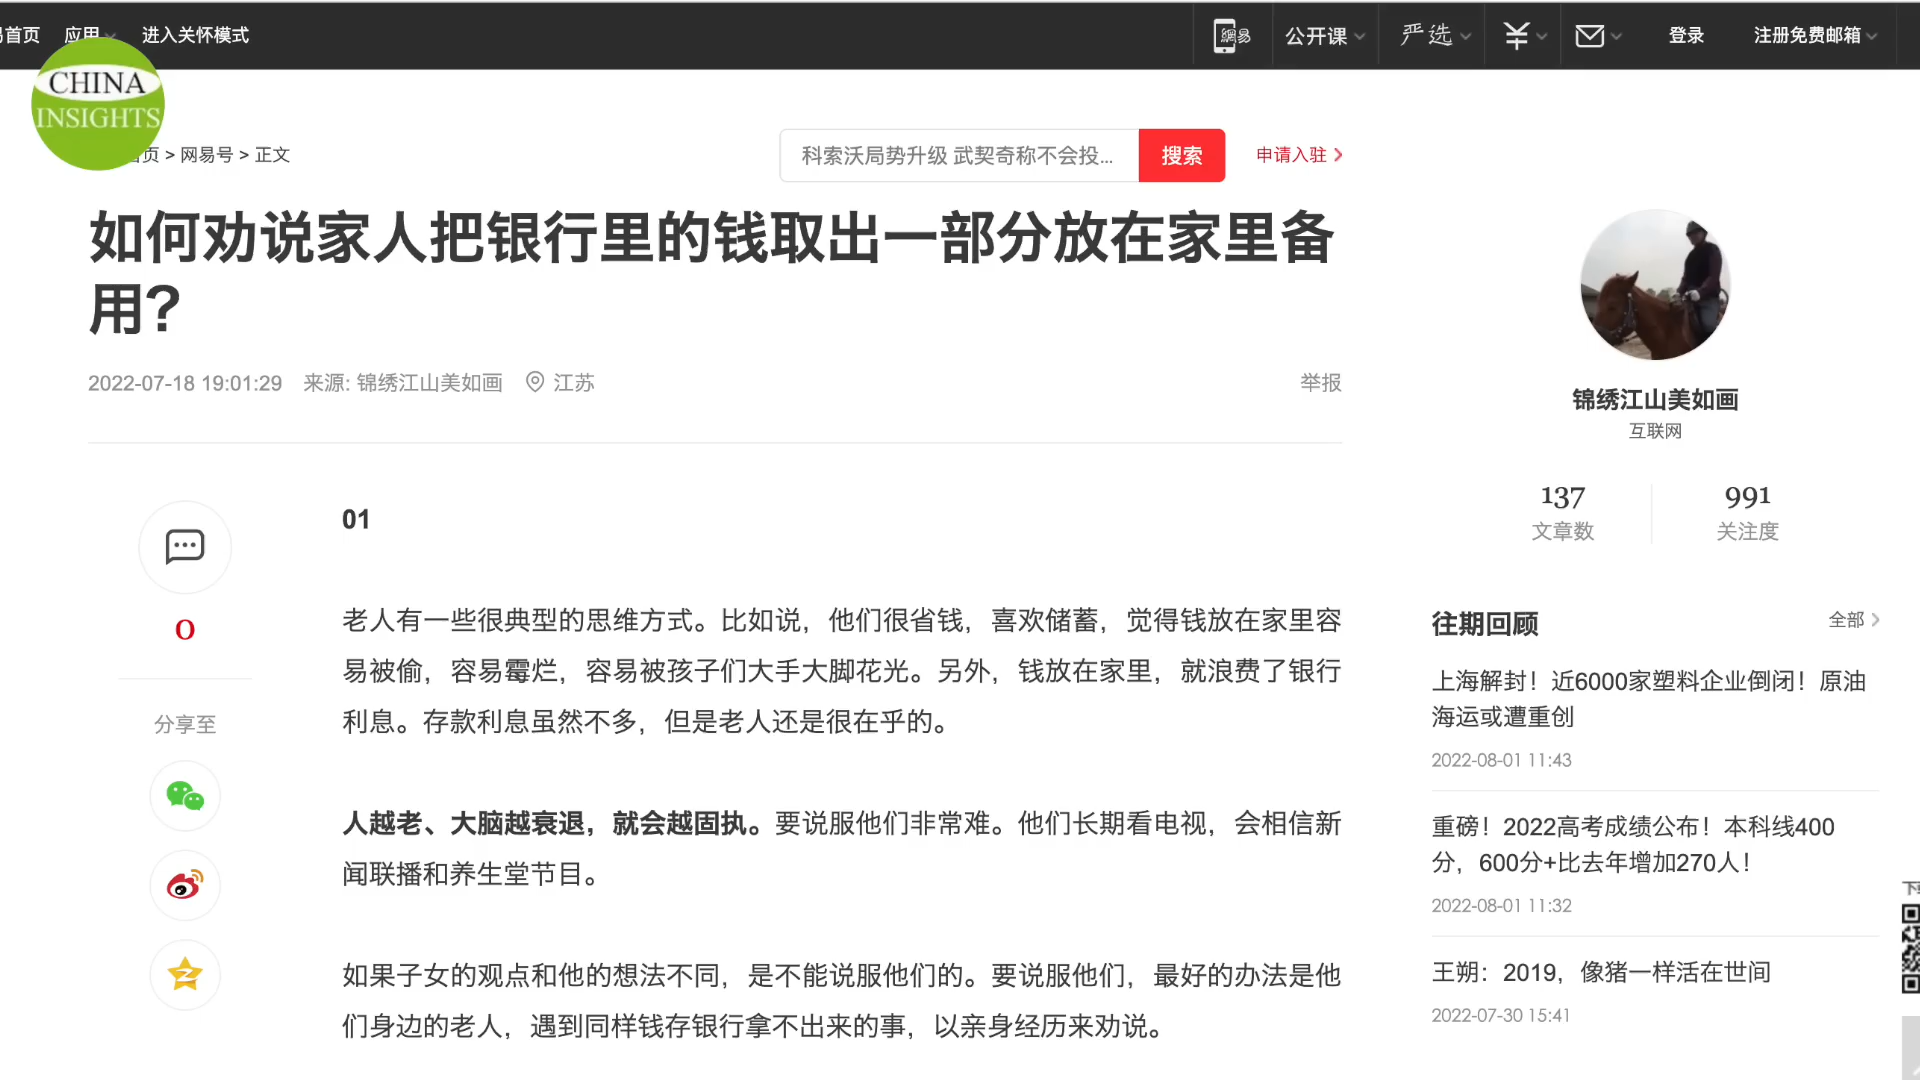 首页 应用 进入关怀模式
網易 公开课 严选 登录 注册免费邮箱
CHINA
INSIGHTS
首页 > 网易号 > 正文
科索沃局势升级 武契奇称不会投... 搜索 申请入驻
如何劝说家人把银行里的钱取出一部分放在家里备
用?
2022-07-18 19:01:29 来源: 锦绣江山美如画 江苏 举报
0
分享至
01
老人有一些很典型的思维方式。比如说，他们很省钱，喜欢储蓄，觉得钱放在家里容
易被偷，容易霉烂，容易被孩子们大手大脚花光。另外，钱放在家里，就浪费了银行
利息。存款利息虽然不多，但是老人还是很在乎的。
人越老、大脑越衰退，就会越固执。要说服他们非常难。他们长期看电视，会相信新
闻联播和养生堂节目。
如果子女的观点和他的想法不同，是不能说服他们的。要说服他们，最好的办法是他
们身边的老人，遇到同样钱存银行拿不出来的事，以亲身经历来劝说。
锦绣江山美如画
互联网
137 991
文章数 关注度
往期回顾 全部
上海解封！近6000家塑料企业倒闭！原油
海运或遭重创
2022-08-01 11:43
重磅！2022高考成绩公布！本科线400
分，600分+比去年增加270人！
2022-08-01 11:32
王朔：2019，像猪一样活在世间
2022-07-30 15:41